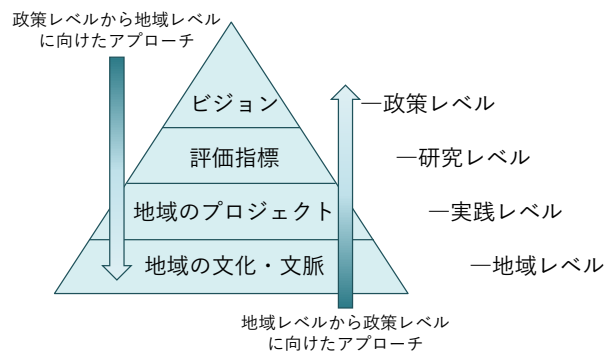 政策レベルから地域レベル
に向けたアプローチ
ビジョン
―政策レベル
評価指標
―研究レベル
地域のプロジェクト
―実践レベル
地域の文化・文脈
―地域レベル
地域レベルから政策レベル
に向けたアプローチ